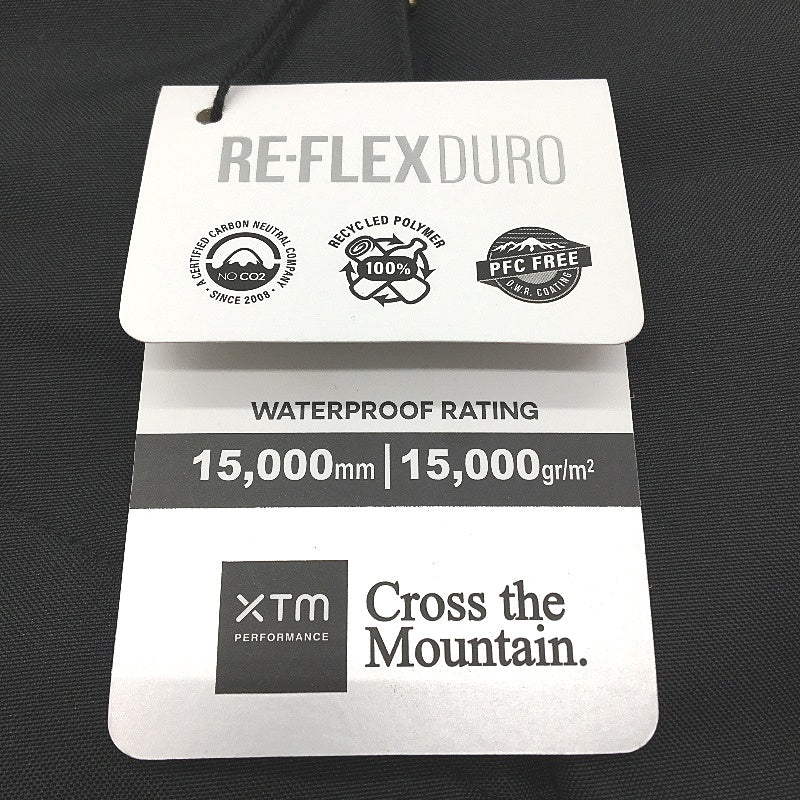 RE-FLEX DURO
A CERTIFIED CARBON NEUTRAL COMPANY
NO CO2
· SINCE 2008 ·
RECYCLED POLYMER
100%
PFC FREE
D.W.R. COATING
WATERPROOF RATING
15,000mm | 15,000gr/m²
XTM
PERFORMANCE
Cross the
Mountain.